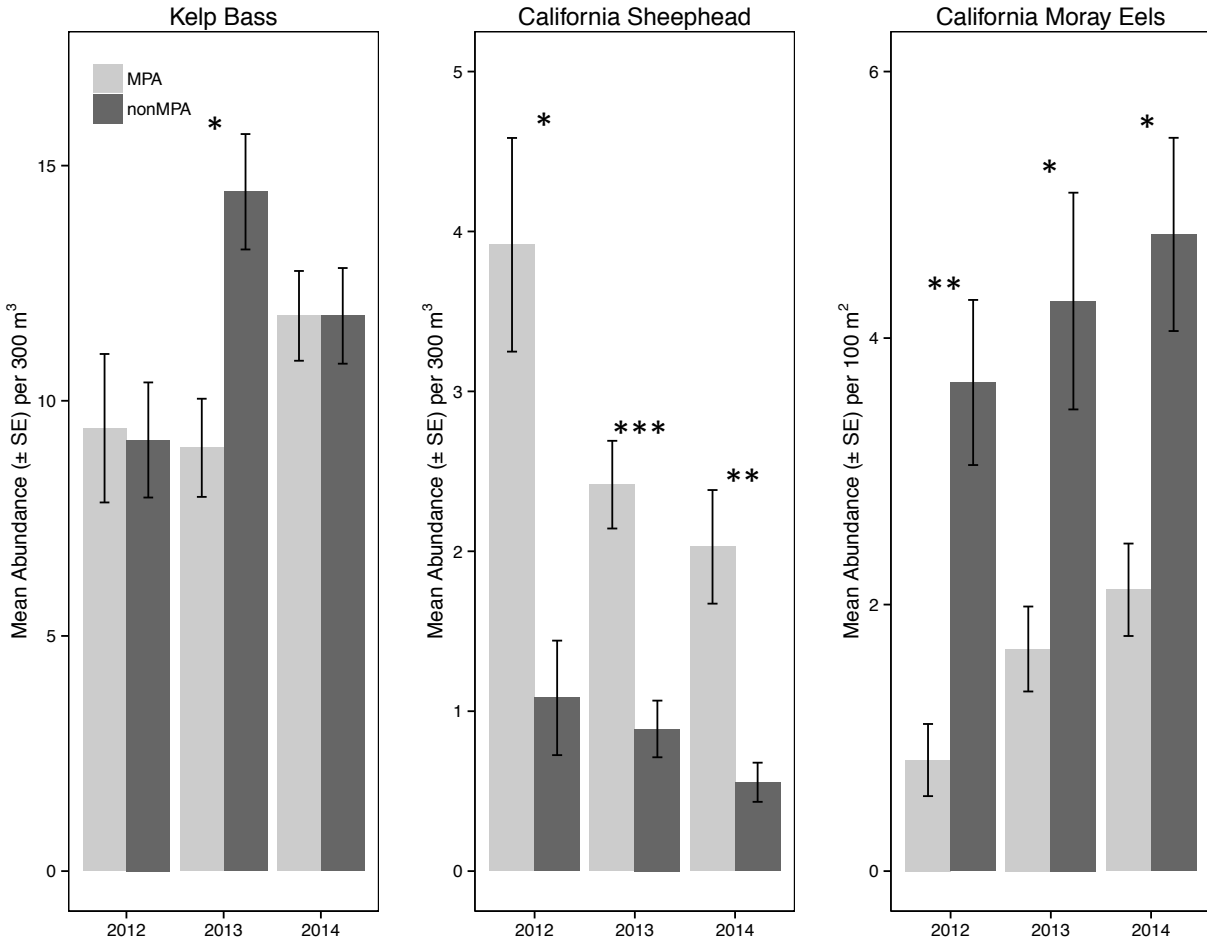 Kelp Bass
MPA
nonMPA
*
15
10
5
0
Mean Abundance (± SE) per 300 m³
2012 2013 2014
California Sheephead
*
***
**
5
4
3
2
1
0
Mean Abundance (± SE) per 300 m³
2012 2013 2014
California Moray Eels
**
*
*
6
4
2
0
Mean Abundance (± SE) per 100 m²
2012 2013 2014